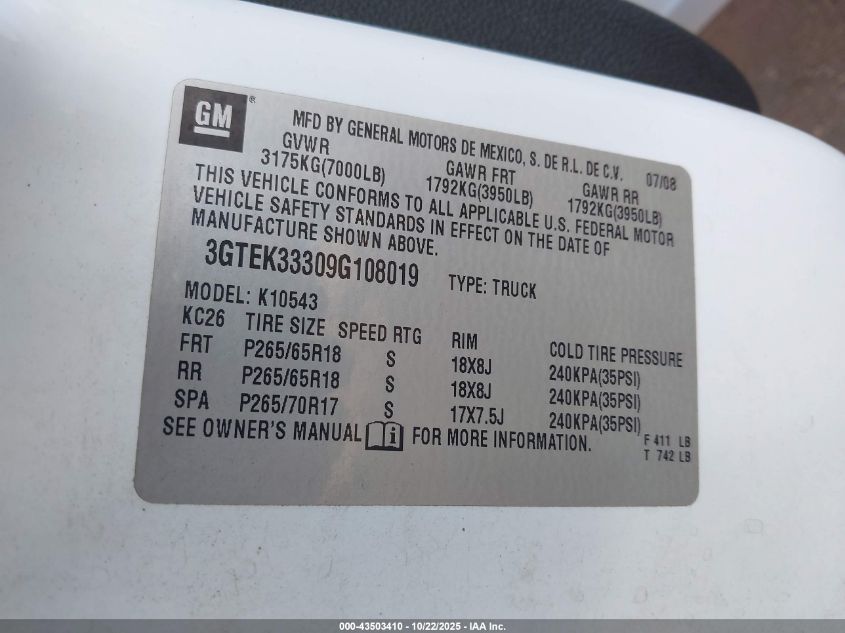 GM ®
MFD BY GENERAL MOTORS DE MEXICO, S. DE R.L. DE C.V. 07/08
GVWR GAWR FRT GAWR RR
3175KG(7000LB) 1792KG(3950LB) 1792KG(3950LB)
THIS VEHICLE CONFORMS TO ALL APPLICABLE U.S. FEDERAL MOTOR
VEHICLE SAFETY STANDARDS IN EFFECT ON THE DATE OF
MANUFACTURE SHOWN ABOVE.
3GTEK33309G108019 TYPE: TRUCK
MODEL: K10543
KC26 TIRE SIZE SPEED RTG RIM COLD TIRE PRESSURE
FRT P265/65R18 S 18X8J 240KPA(35PSI)
RR P265/65R18 S 18X8J 240KPA(35PSI)
SPA P265/70R17 S 17X7.5J 240KPA(35PSI)
SEE OWNER'S MANUAL i FOR MORE INFORMATION.
F 411 LB
T 742 LB
000-43503410 - 10/22/2025 - IAA Inc.